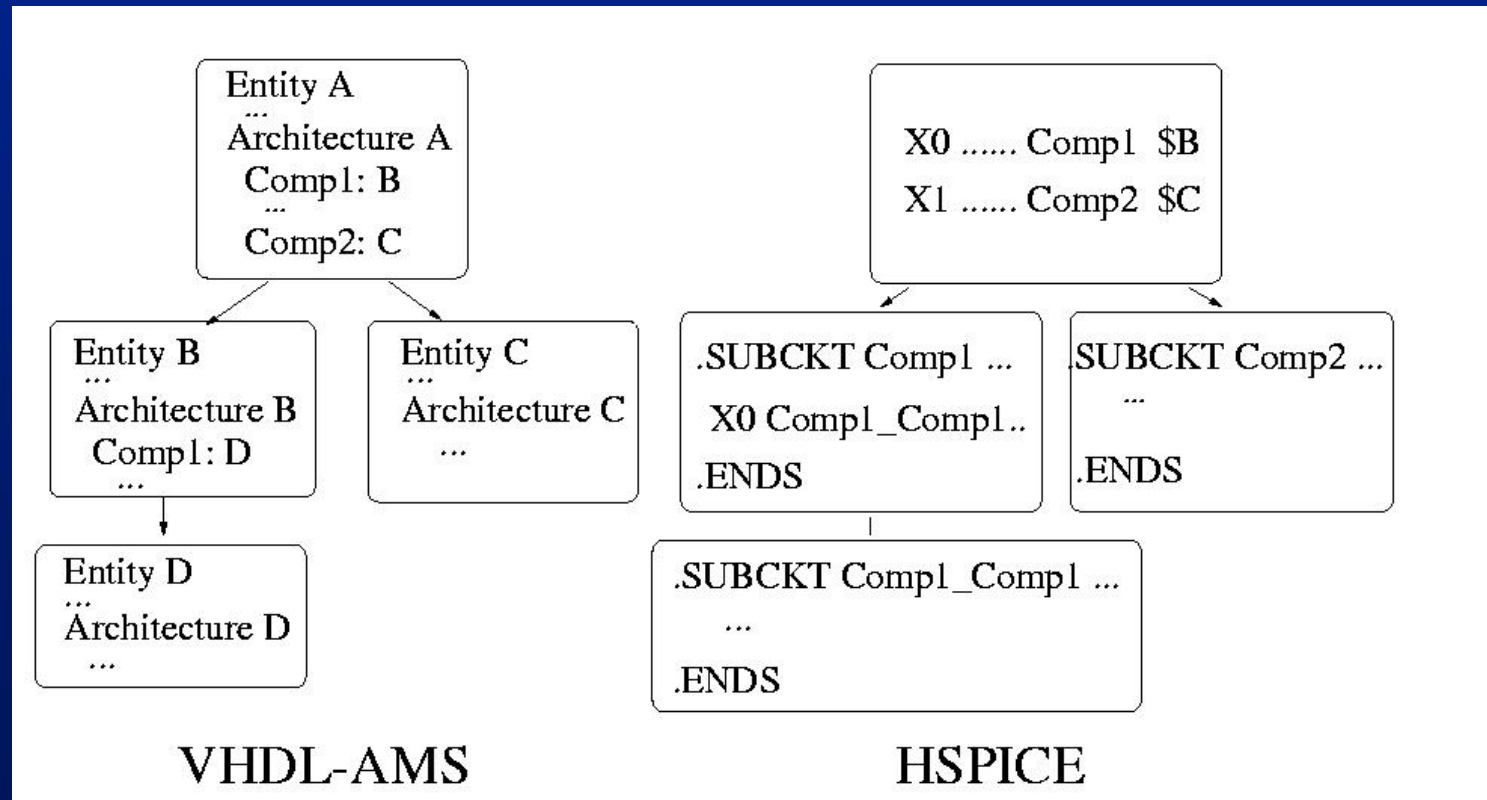 Entity A
...
Architecture A
Comp1: B
...
Comp2: C
Entity B
...
Architecture B
Comp1: D
...
Entity C
...
Architecture C
...
Entity D
...
Architecture D
...
VHDL-AMS
X0 ...... Comp1 $B
X1 ...... Comp2 $C
.SUBCKT Comp1 ...
X0 Comp1_Comp1..
.ENDS
.SUBCKT Comp2 ...
...
.ENDS
.SUBCKT Comp1_Comp1 ...
...
.ENDS
HSPICE